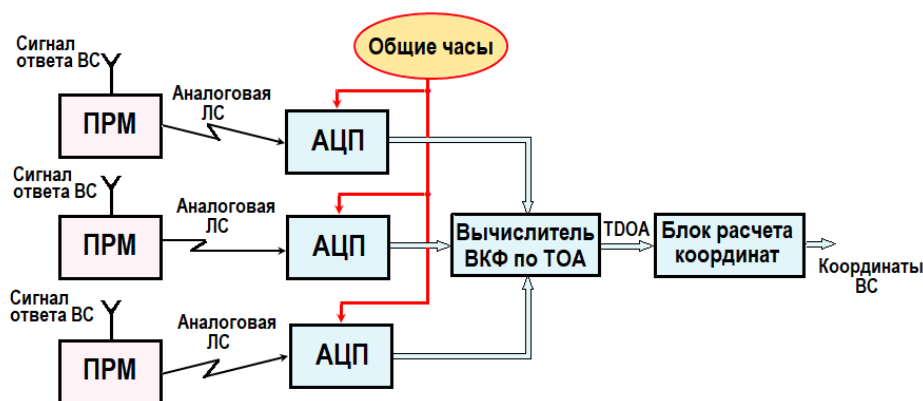 Общие часы
Сигнал
ответа ВС
ПРМ
Аналоговая
ЛС
АЦП
Сигнал
ответа ВС
ПРМ
Аналоговая
ЛС
АЦП
Вычислитель
ВКФ по TOA
TDOA
Блок расчета
координат
Координаты
ВС
Сигнал
ответа ВС
ПРМ
Аналоговая
ЛС
АЦП